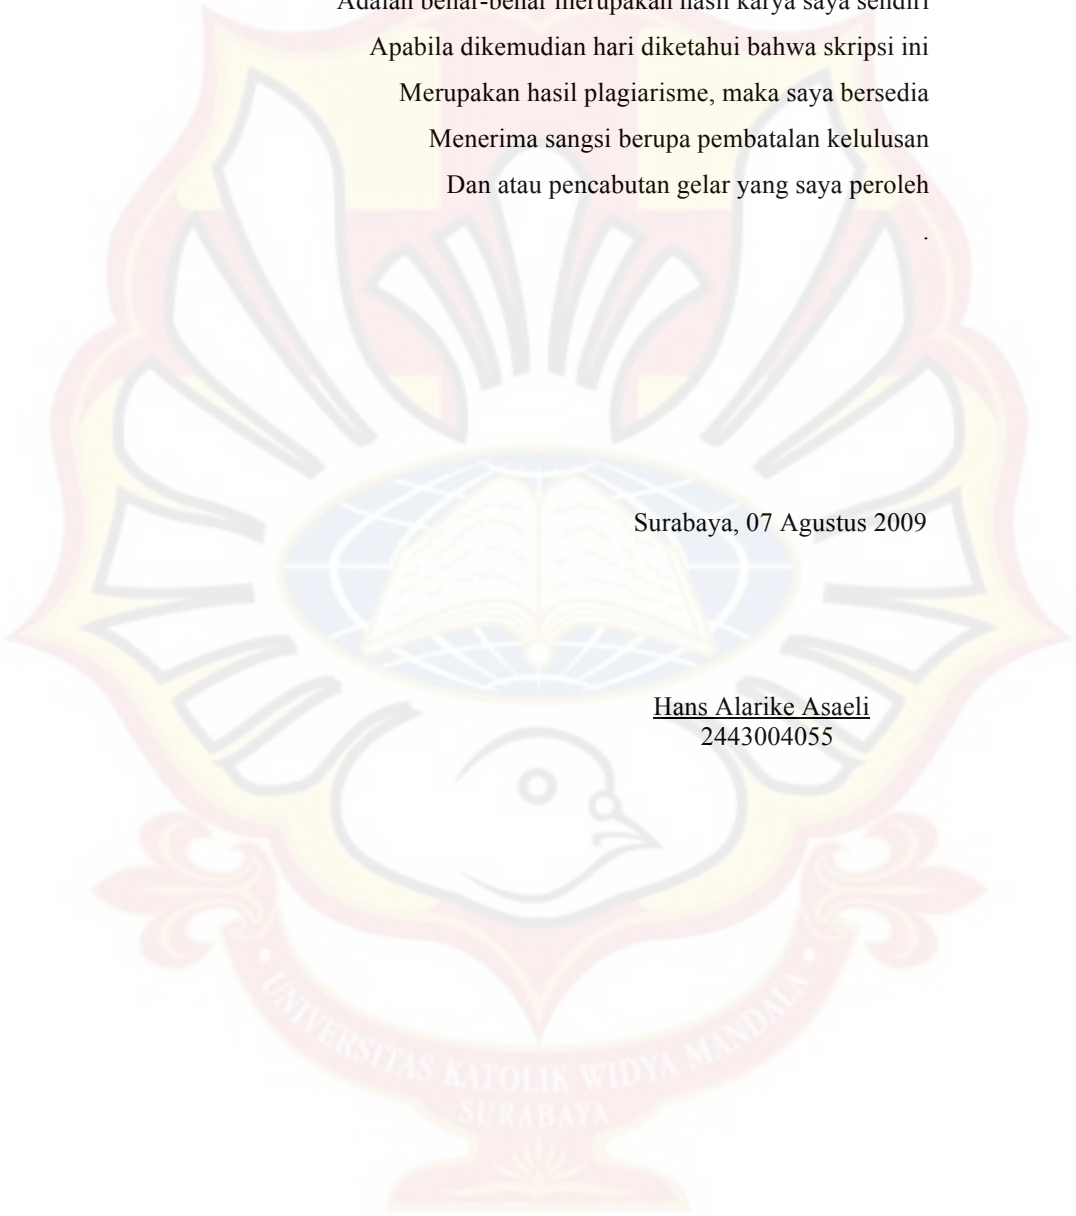 Adalah benar-benar merupakan hasil karya saya sendiri
Apabila dikemudian hari diketahui bahwa skripsi ini
Merupakan hasil plagiarisme, maka saya bersedia
Menerima sangsi berupa pembatalan kelulusan
Dan atau pencabutan gelar yang saya peroleh
.
Surabaya, 07 Agustus 2009
Hans Alarike Asaeli
2443004055
UNIVERSITAS KATOLIK WIDYA MANDALA
SURABAYA